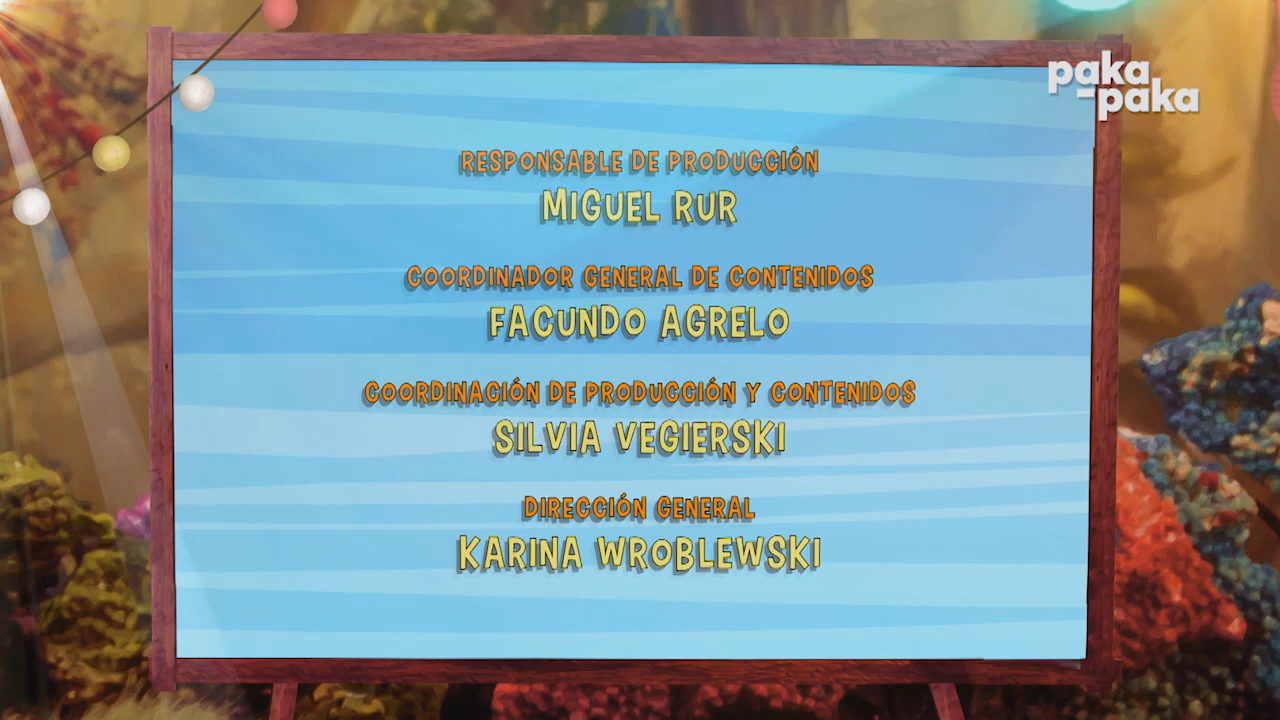 paka
-paka
RESPONSABLE DE PRODUCCIÓN
MIGUEL RUR
COORDINADOR GENERAL DE CONTENIDOS
FACUNDO AGRELO
COORDINACIÓN DE PRODUCCIÓN Y CONTENIDOS
SILVIA VEGIERSKI
DIRECCIÓN GENERAL
KARINA WROBLEWSKI